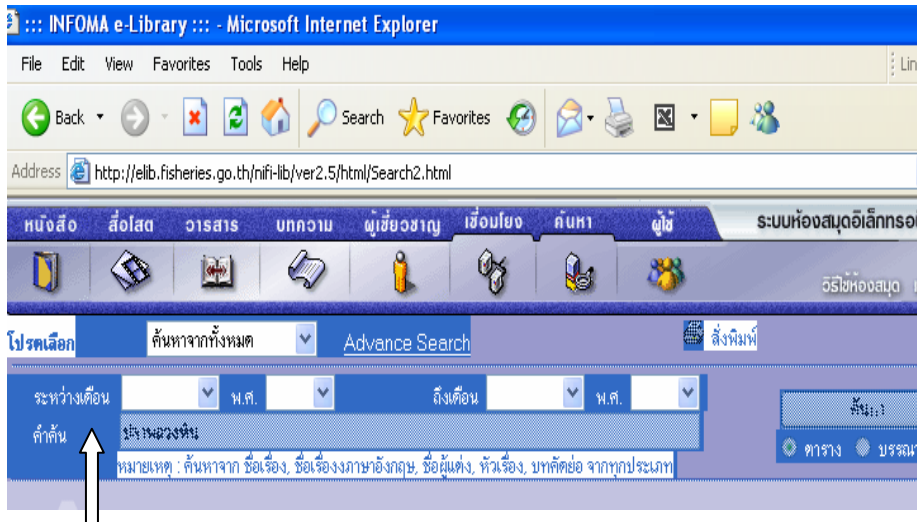 ::: INFOMA e-Library ::: - Microsoft Internet Explorer
File Edit View Favorites Tools Help Lin
Back Search Favorites
Address http://elib.fisheries.go.th/nifi-lib/ver2.5/html/Search2.html
หนังสือ สื่อโสต วารสาร บทความ ผู้เชี่ยวชาญ เชื่อมโยง ค้นหา ผู้ใช้ ระบบห้องสมุดอิเล็กทรอ
วิธีใช้ห้องสมุด
โปรดเลือก ค้นหาจากทั้งหมด Advance Search สั่งพิมพ์
ระหว่างเดือน พ.ศ. ถึงเดือน พ.ศ.
คำค้น
หมายเหตุ : ค้นหาจาก ชื่อเรื่อง, ชื่อเรื่องงภาษาอังกฤษ, ชื่อผู้แต่ง, หัวเรื่อง, บทคัดย่อ จากทุกประเภท
ตาราง บรรณา